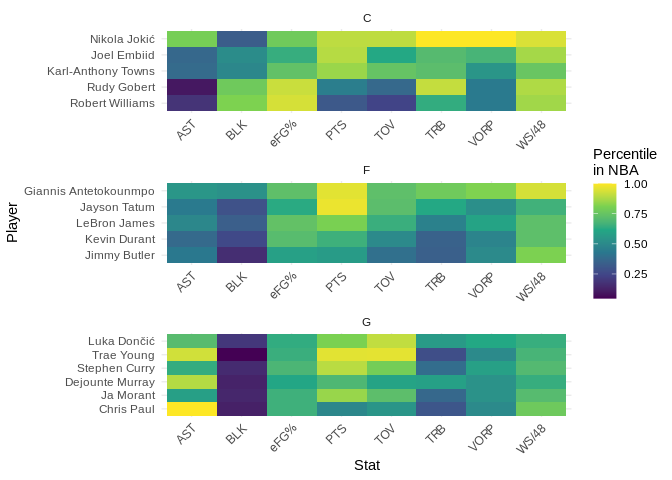 C
Nikola Jokić
Joel Embiid
Karl-Anthony Towns
Rudy Gobert
Robert Williams
AST
BLK
eFG%
PTS
TOV
TRB
VORP
WS/48
F
Giannis Antetokounmpo
Jayson Tatum
LeBron James
Kevin Durant
Jimmy Butler
AST
BLK
eFG%
PTS
TOV
TRB
VORP
WS/48
G
Luka Dončić
Trae Young
Stephen Curry
Dejounte Murray
Ja Morant
Chris Paul
AST
BLK
eFG%
PTS
TOV
TRB
VORP
WS/48
Stat
Player
Percentile
in NBA
1.00
0.75
0.50
0.25